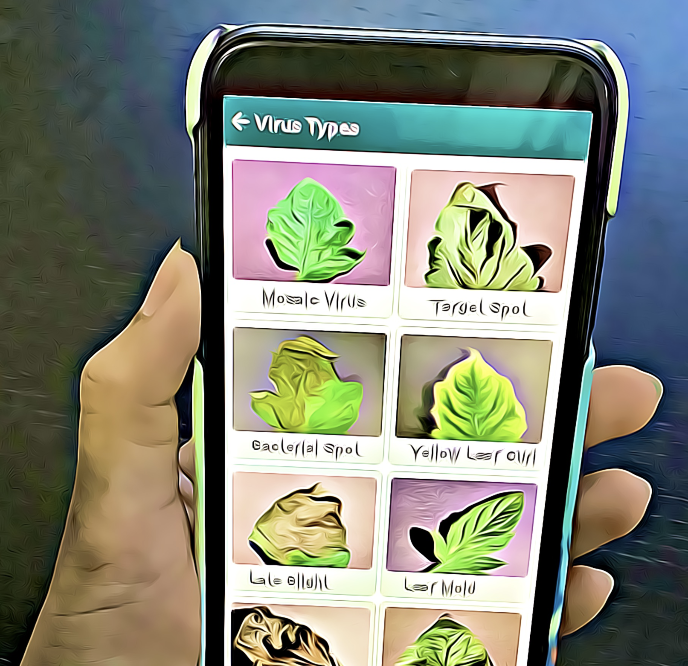 Virus Types
Mosaic Virus
Target Spot
Bacterial Spot
Yellow Leaf Curl
Late Blight
Leaf Mold